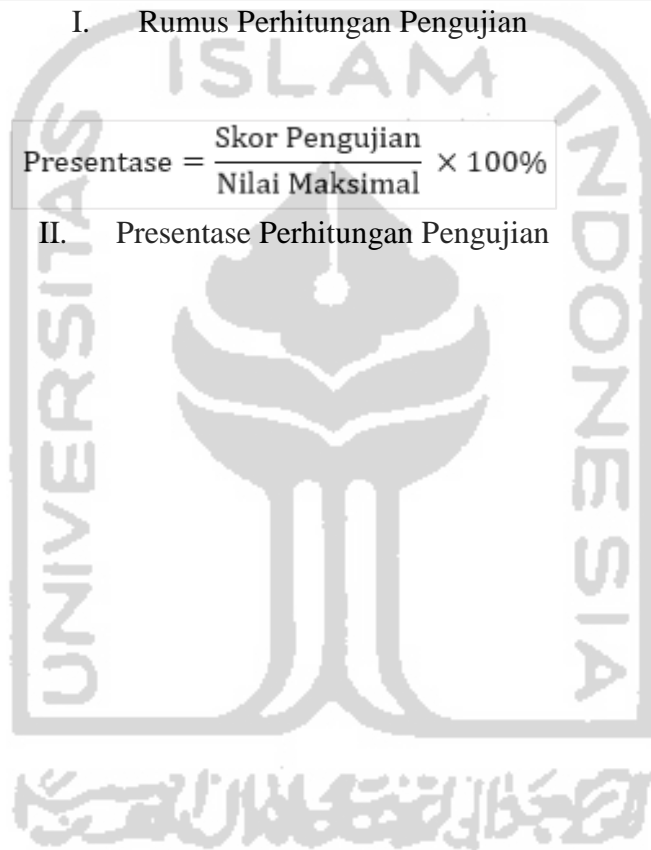 I. Rumus Perhitungan Pengujian
ISLAM
UNIVERSITAS
INDONESIA
Presentase = Skor Pengujian / Nilai Maksimal × 100%
II. Presentase Perhitungan Pengujian